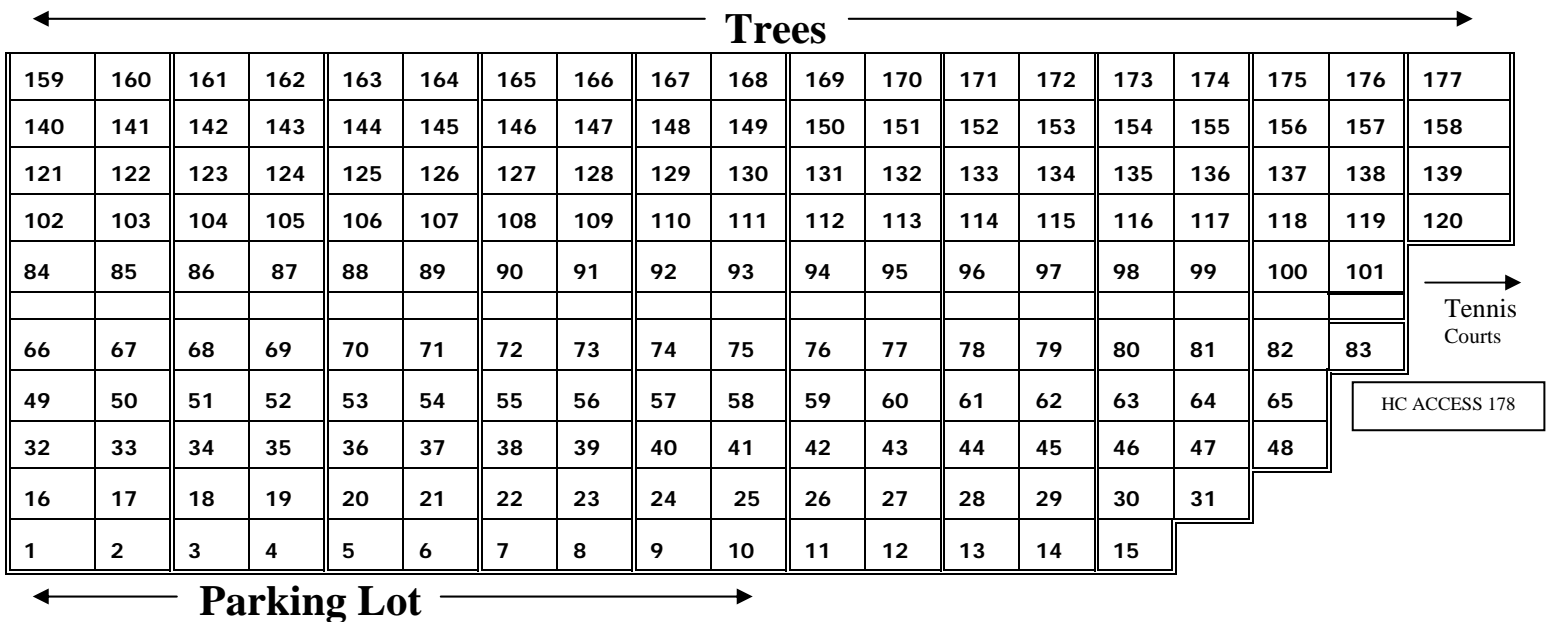 Trees
159 160 161 162 163 164 165 166 167 168 169 170 171 172 173 174 175 176 177
140 141 142 143 144 145 146 147 148 149 150 151 152 153 154 155 156 157 158
121 122 123 124 125 126 127 128 129 130 131 132 133 134 135 136 137 138 139
102 103 104 105 106 107 108 109 110 111 112 113 114 115 116 117 118 119 120
84 85 86 87 88 89 90 91 92 93 94 95 96 97 98 99 100 101
Tennis
Courts
66 67 68 69 70 71 72 73 74 75 76 77 78 79 80 81 82 83
49 50 51 52 53 54 55 56 57 58 59 60 61 62 63 64 65
HC ACCESS 178
32 33 34 35 36 37 38 39 40 41 42 43 44 45 46 47 48
16 17 18 19 20 21 22 23 24 25 26 27 28 29 30 31
1 2 3 4 5 6 7 8 9 10 11 12 13 14 15
Parking Lot